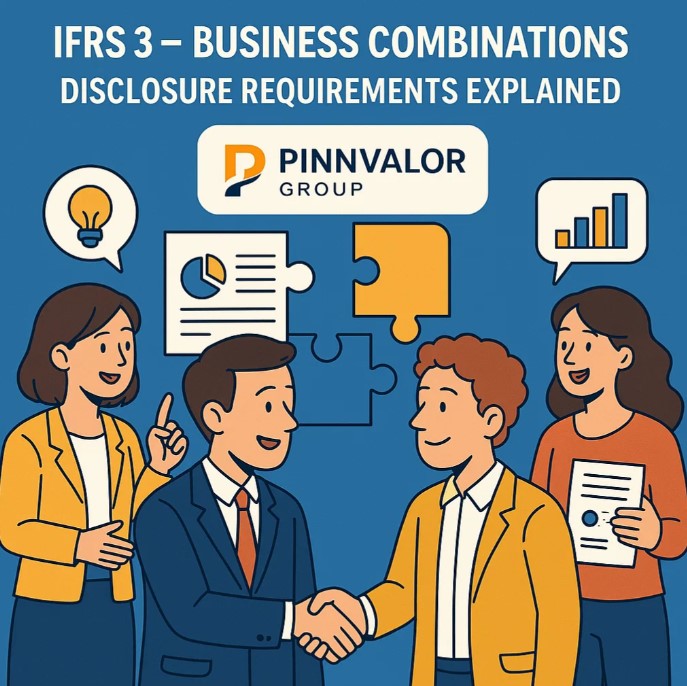 IFRS 3 – BUSINESS COMBINATIONS
DISCLOSURE REQUIREMENTS EXPLAINED
PINNVALOR
GROUP